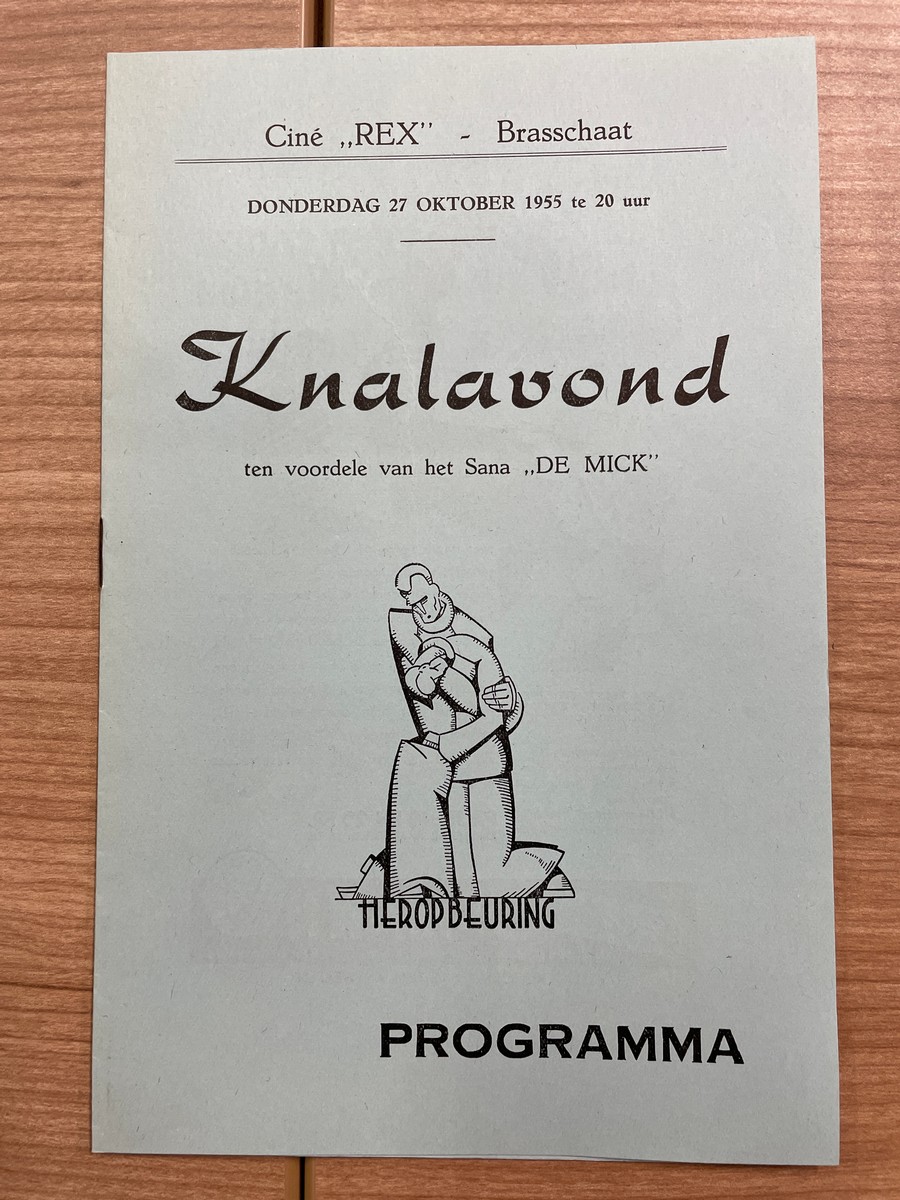 Ciné „REX” - Brasschaat
DONDERDAG 27 OKTOBER 1955 te 20 uur
Knalavond
ten voordele van het Sana „DE MICK”
HEROPBEURING
PROGRAMMA